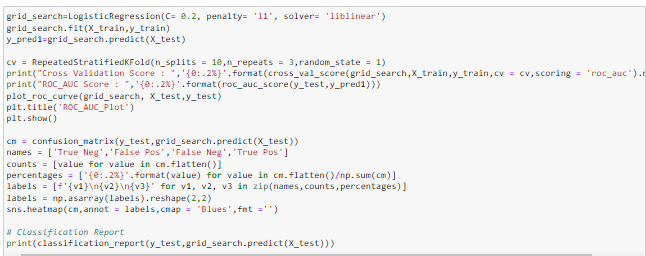 grid_search=LogisticRegression(C= 0.2, penalty= 'l1', solver= 'liblinear')
grid_search.fit(X_train,y_train)
y_pred1=grid_search.predict(X_test)
cv = RepeatedStratifiedKFold(n_splits = 10,n_repeats = 3,random_state = 1)
print("Cross Validation Score : ",'{0:.2%}'.format(cross_val_score(grid_search,X_train,y_train,cv = cv,scoring = 'roc_auc').
print("ROC_AUC Score : ",'{0:.2%}'.format(roc_auc_score(y_test,y_pred1)))
plot_roc_curve(grid_search, X_test,y_test)
plt.title('ROC_AUC_Plot')
plt.show()
cm = confusion_matrix(y_test,grid_search.predict(X_test))
names = ['True Neg','False Pos','False Neg','True Pos']
counts = [value for value in cm.flatten()]
percentages = ['{0:.2%}'.format(value) for value in cm.flatten()/np.sum(cm)]
labels = [f'{v1}\n{v2}\n{v3}' for v1, v2, v3 in zip(names,counts,percentages)]
labels = np.asarray(labels).reshape(2,2)
sns.heatmap(cm,annot = labels,cmap = 'Blues',fmt ='')
# Classification Report
print(classification_report(y_test,grid_search.predict(X_test)))